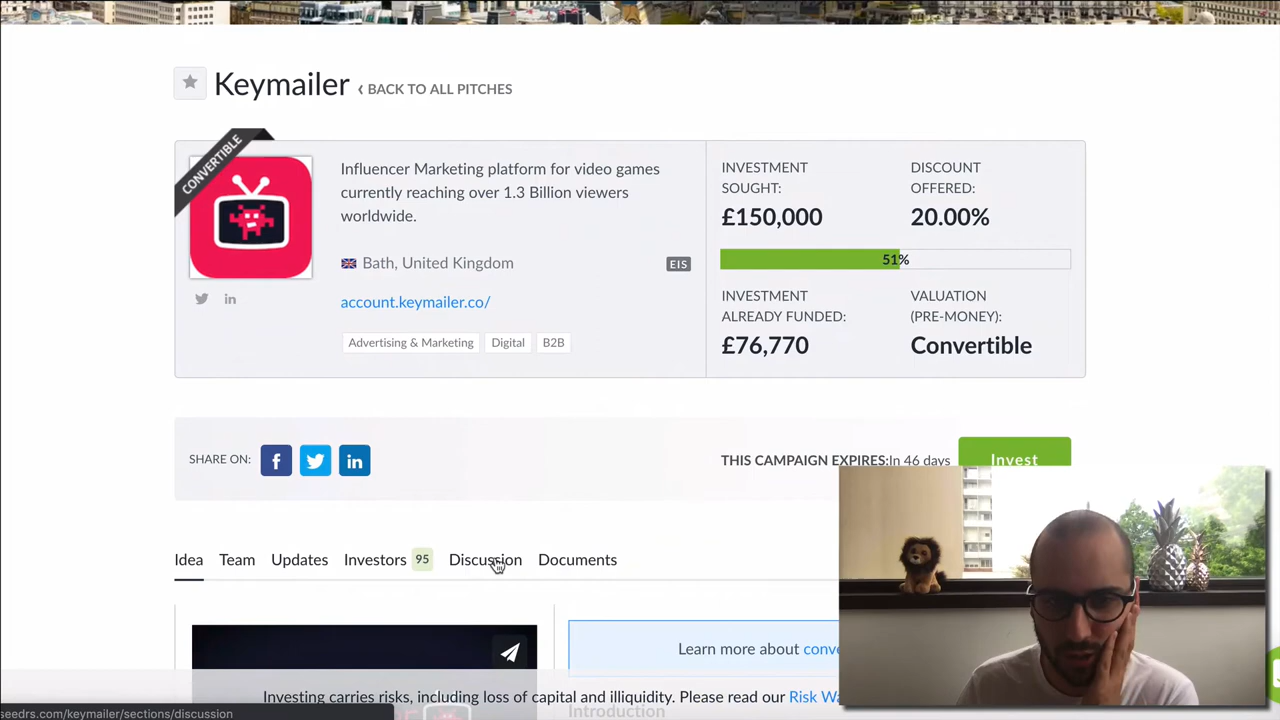 Keymailer ‹ BACK TO ALL PITCHES
CONVERTIBLE
Influencer Marketing platform for video games
currently reaching over 1.3 Billion viewers
worldwide.
Bath, United Kingdom
EIS
account.keymailer.co/
Advertising & Marketing Digital B2B
INVESTMENT
SOUGHT:
£150,000
DISCOUNT
OFFERED:
20.00%
51%
INVESTMENT
ALREADY FUNDED:
£76,770
VALUATION
(PRE-MONEY):
Convertible
SHARE ON:
THIS CAMPAIGN EXPIRES:In 46 days
Invest
Idea Team Updates Investors 95 Discussion Documents
Learn more about conve
Investing carries risks, including loss of capital and illiquidity. Please read our Risk Wa
Introduction
seedrs.com/keymailer/sections/discussion